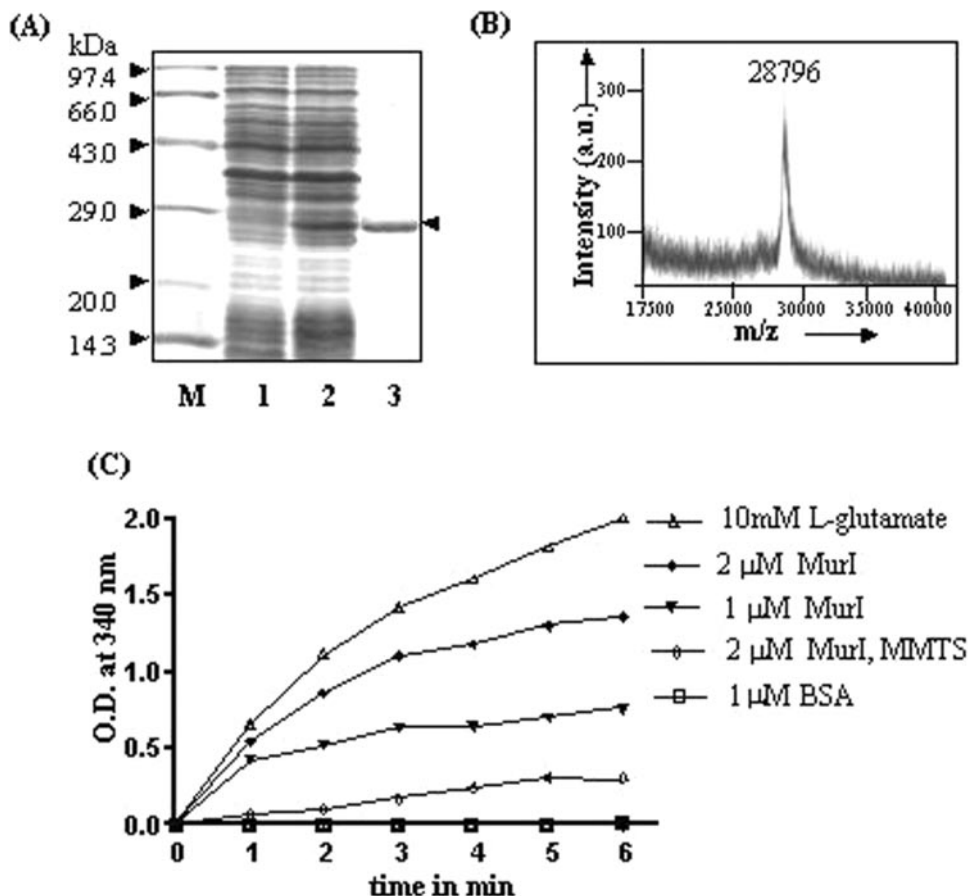 (A)
kDa
97.4
66.0
43.0
29.0
20.0
14.3
M 1 2 3
(B)
28796
Intensity (a.u.)
300
200
100
17500 25000 30000 35000 40000
m/z
(C)
O.D. at 340 nm
2.0
1.5
1.0
0.5
0.0
0 1 2 3 4 5 6
time in min
10mM L-glutamate
2 µM MurI
1 µM MurI
2 µM MurI, MMTS
1 µM BSA